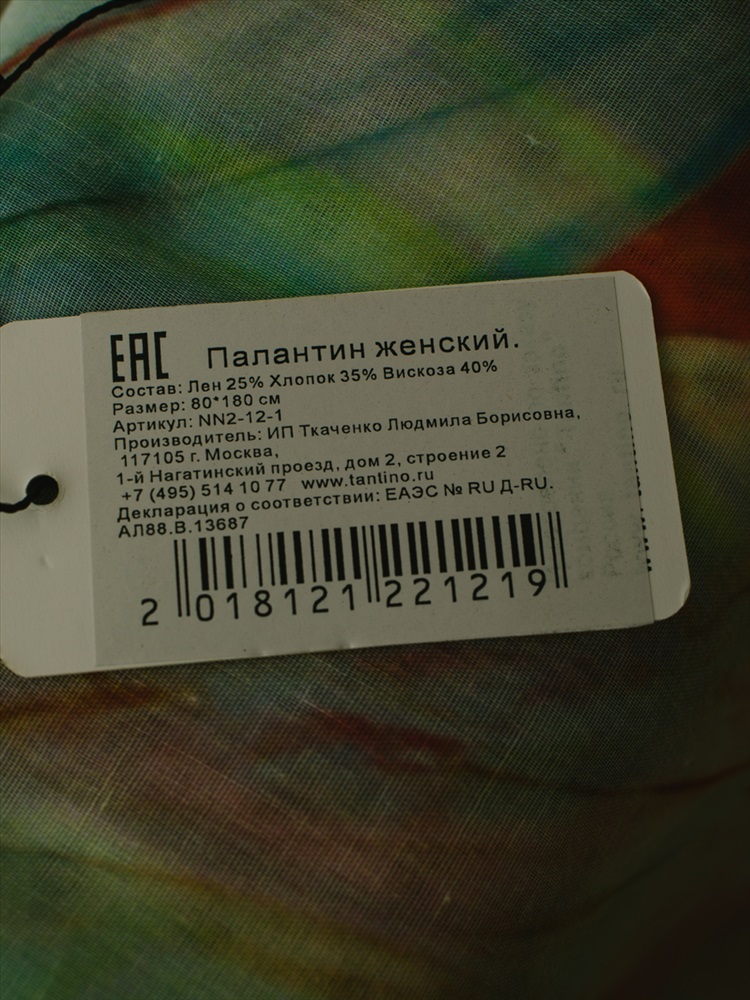 EAC Палантин женский.
Состав: Лен 25% Хлопок 35% Вискоза 40%
Размер: 80*180 см
Артикул: NN2-12-1
Производитель: ИП Ткаченко Людмила Борисовна,
117105 г. Москва,
1-й Нагатинский проезд, дом 2, строение 2
+7 (495) 514 10 77 www.tantino.ru
Декларация о соответствии: ЕАЭС № RU Д-RU.
АЛ88.В.13687
2 018121 221219